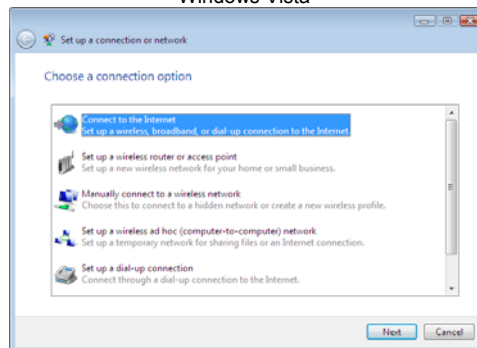 Windows Vista
Set up a connection or network
Choose a connection option
Connect to the Internet
Set up a wireless, broadband, or dial-up connection to the Internet.
Set up a wireless router or access point
Set up a new wireless network for your home or small business.
Manually connect to a wireless network
Choose this to connect to a hidden network or create a new wireless profile.
Set up a wireless ad hoc (computer-to-computer) network
Set up a temporary network for sharing files or an Internet connection.
Set up a dial-up connection
Connect through a dial-up connection to the Internet.
Next Cancel